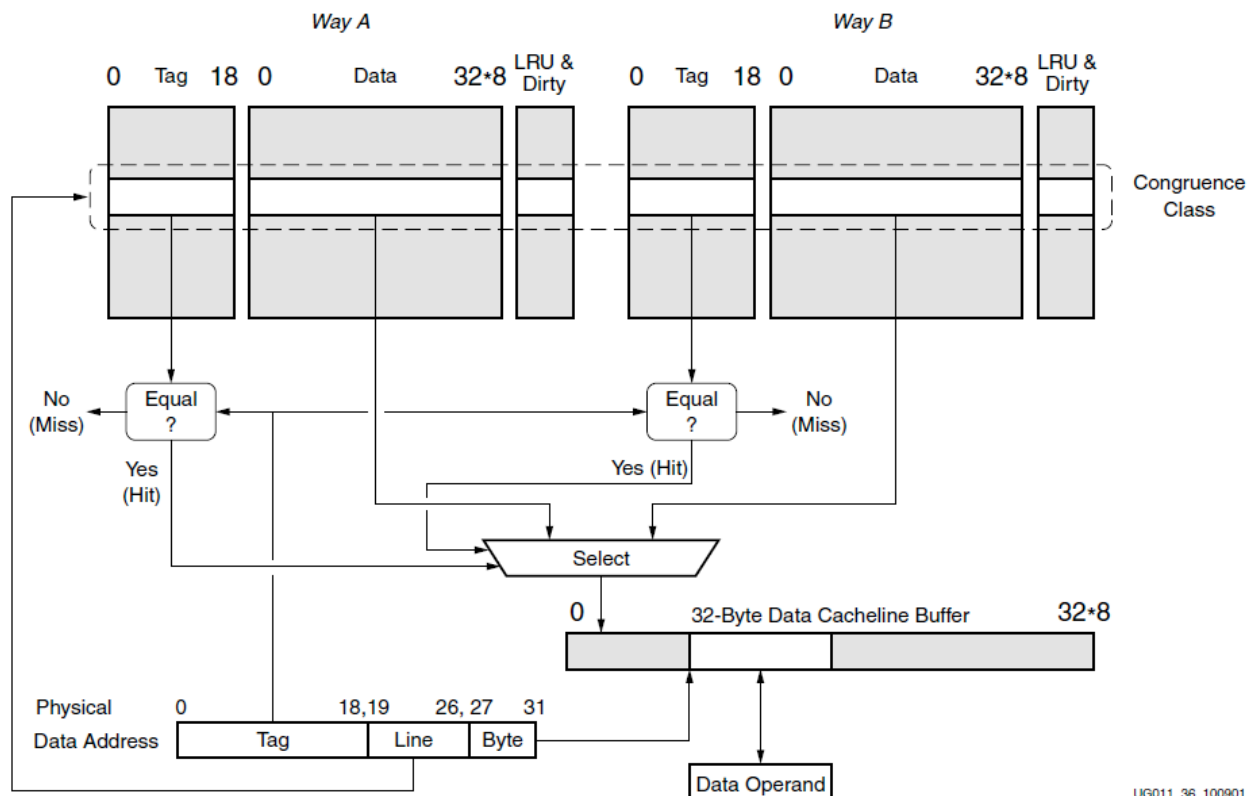 Way A
Way B
0 Tag 18 0 Data 32*8 LRU & Dirty
0 Tag 18 0 Data 32*8 LRU & Dirty
Congruence
Class
No
(Miss)
Equal
?
Equal
?
No
(Miss)
Yes
(Hit)
Yes (Hit)
Select
0 32-Byte Data Cacheline Buffer 32*8
Physical 0 18,19 26, 27 31
Data Address Tag Line Byte
Data Operand
UG011_36_100901